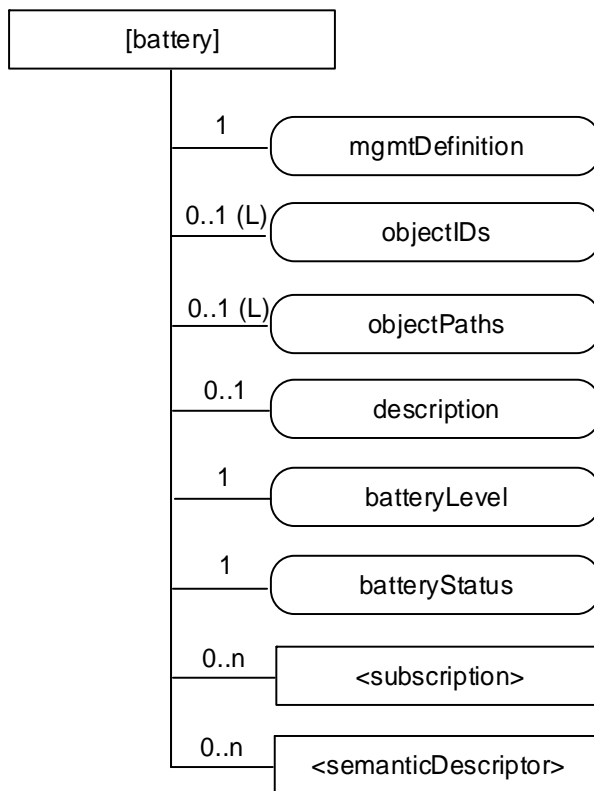 [battery]
1
mgmtDefinition
0..1 (L)
objectIDs
0..1 (L)
objectPaths
0..1
description
1
batteryLevel
1
batteryStatus
0..n
<subscription>
0..n
<semanticDescriptor>